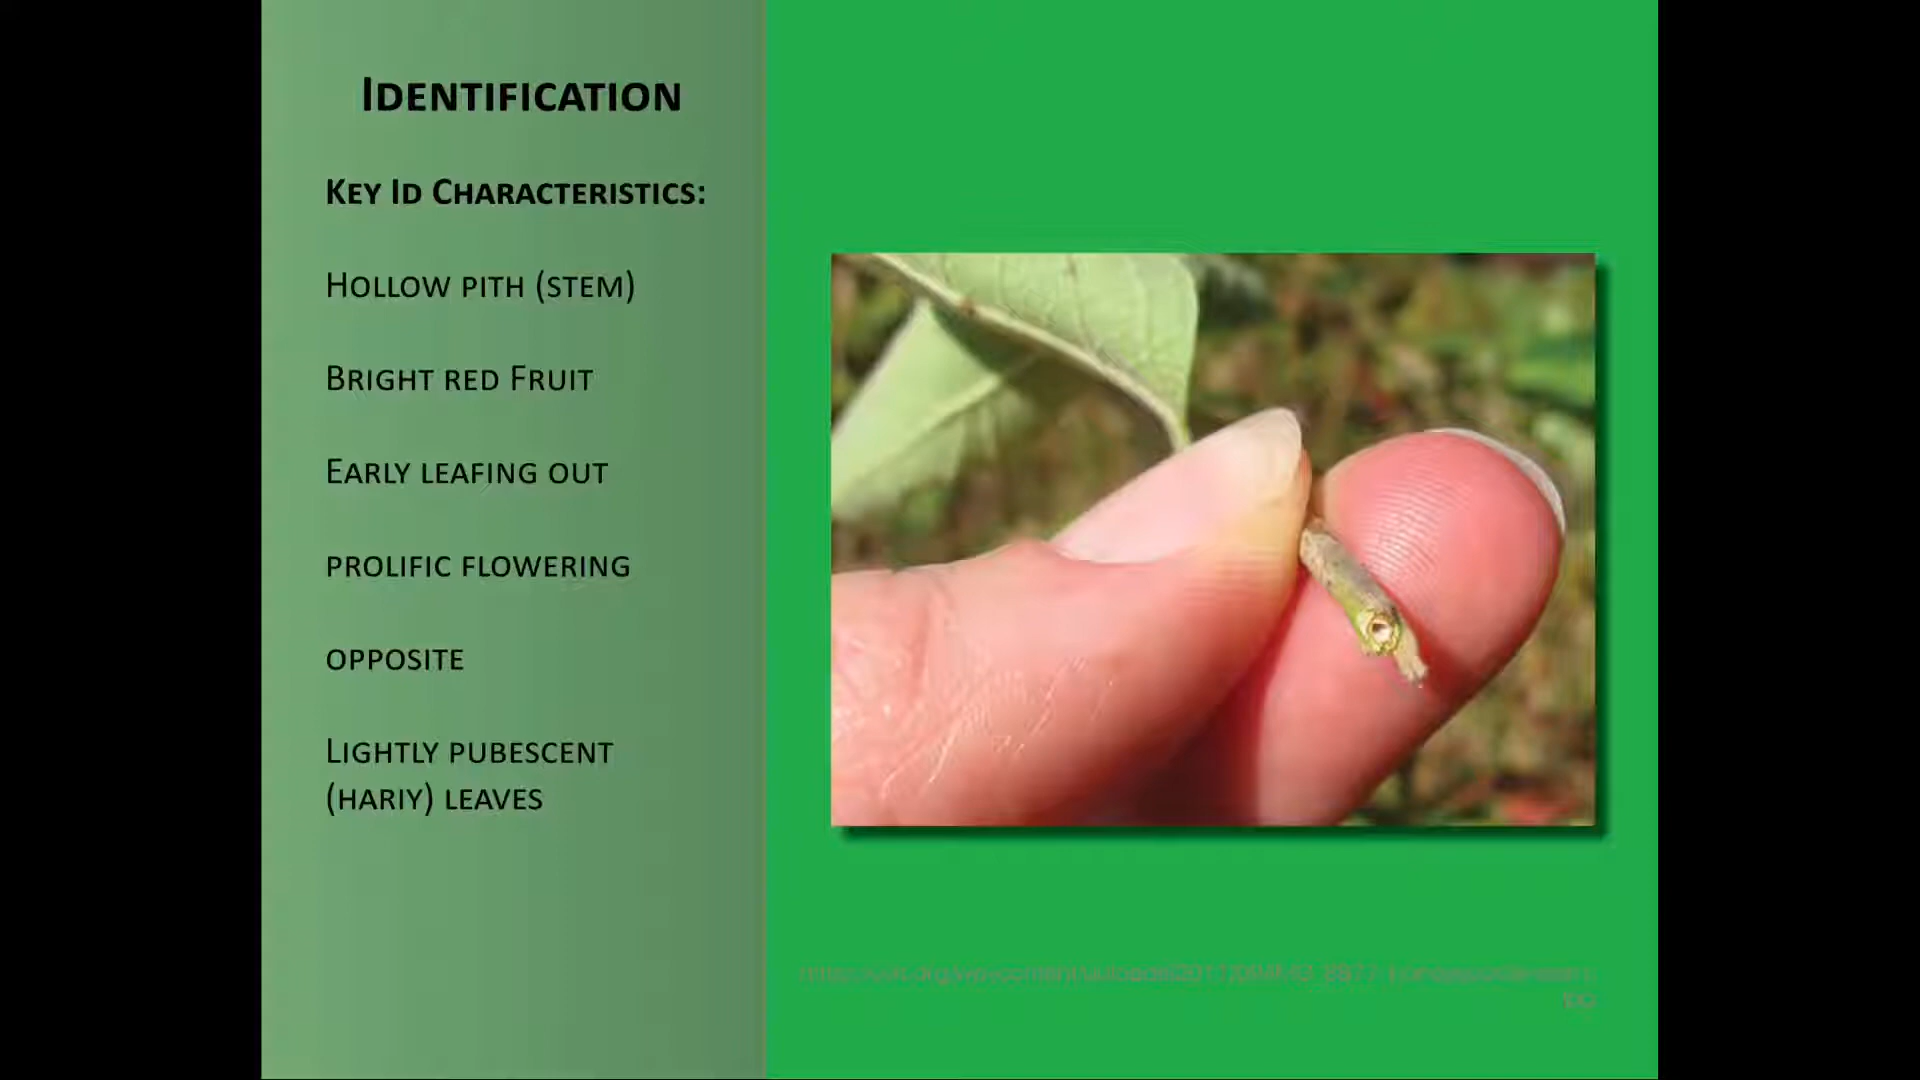 Identification
Key Id Characteristics:
Hollow pith (stem)
Bright red Fruit
Early leafing out
prolific flowering
opposite
Lightly pubescent
(hariy) leaves